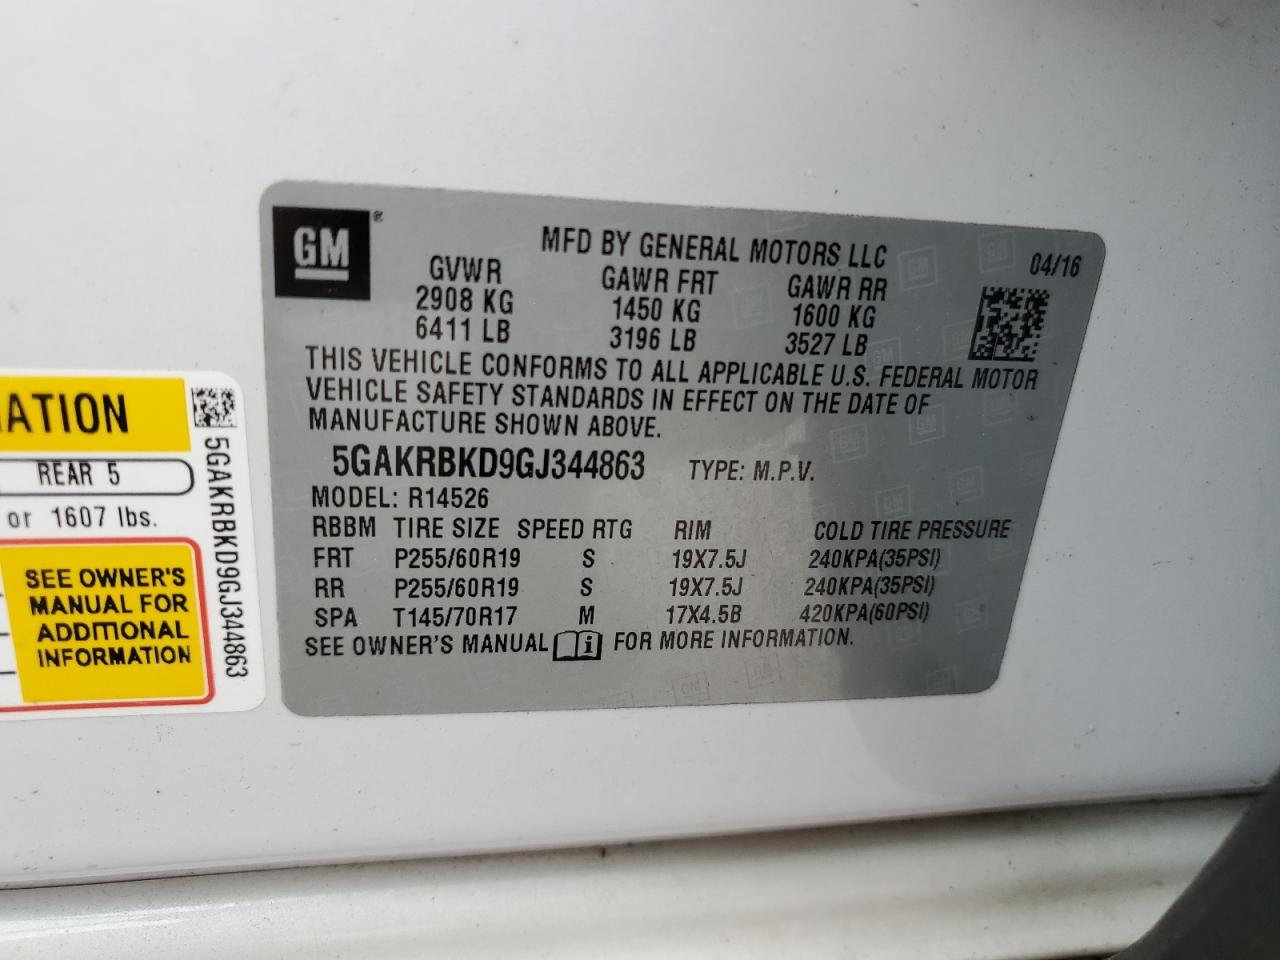 GM ®
MFD BY GENERAL MOTORS LLC 04/16
GVWR GAWR FRT GAWR RR
2908 KG 1450 KG 1600 KG
6411 LB 3196 LB 3527 LB
THIS VEHICLE CONFORMS TO ALL APPLICABLE U.S. FEDERAL MOTOR
VEHICLE SAFETY STANDARDS IN EFFECT ON THE DATE OF
MANUFACTURE SHOWN ABOVE.
5GAKRBKD9GJ344863 TYPE: M.P.V.
MODEL: R14526
RBBM TIRE SIZE SPEED RTG RIM COLD TIRE PRESSURE
FRT P255/60R19 S 19X7.5J 240KPA(35PSI)
RR P255/60R19 S 19X7.5J 240KPA(35PSI)
SPA T145/70R17 M 17X4.5B 420KPA(60PSI)
SEE OWNER'S MANUAL i FOR MORE INFORMATION.
REAR 5
or 1607 lbs.
SEE OWNER'S
MANUAL FOR
ADDITIONAL
INFORMATION
5GAKRBKD9GJ344863